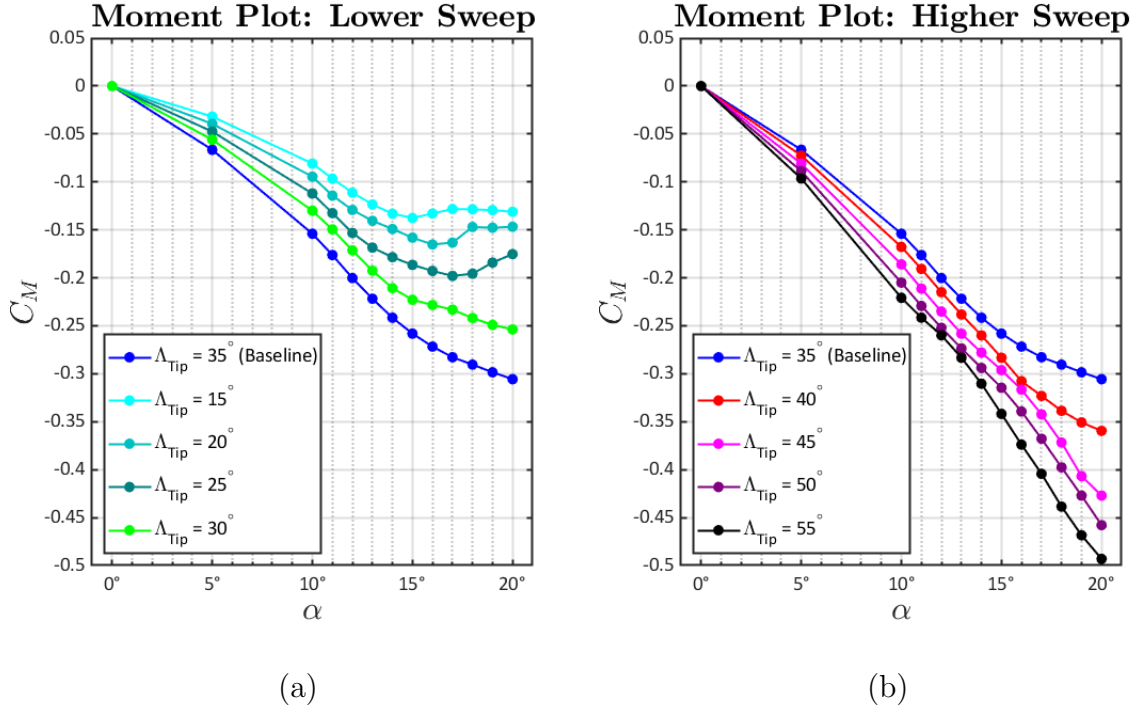 Moment Plot: Lower Sweep
0.05
0
-0.05
-0.1
-0.15
-0.2
-0.25
-0.3
-0.35
-0.4
-0.45
-0.5
C_M
Λ_Tip = 35° (Baseline)
Λ_Tip = 15°
Λ_Tip = 20°
Λ_Tip = 25°
Λ_Tip = 30°
0° 5° 10° 15° 20°
α
(a)
Moment Plot: Higher Sweep
0.05
0
-0.05
-0.1
-0.15
-0.2
-0.25
-0.3
-0.35
-0.4
-0.45
-0.5
C_M
Λ_Tip = 35° (Baseline)
Λ_Tip = 40°
Λ_Tip = 45°
Λ_Tip = 50°
Λ_Tip = 55°
0° 5° 10° 15° 20°
α
(b)